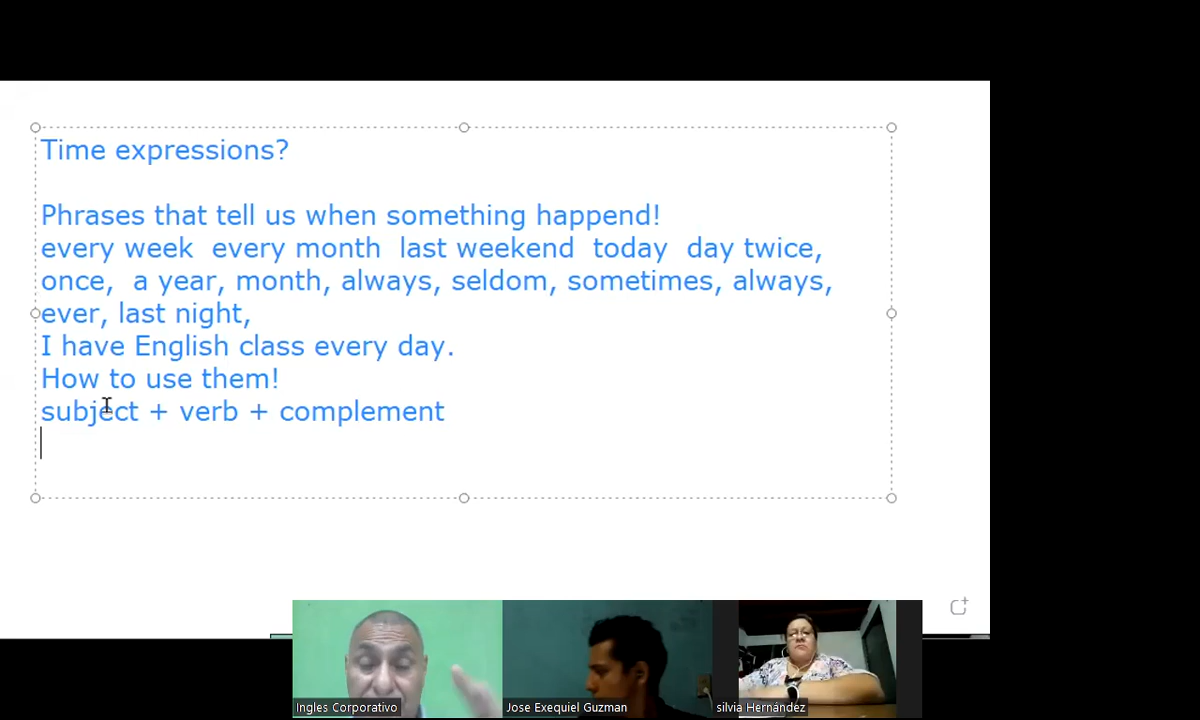 Time expressions?
Phrases that tell us when something happend!
every week  every month  last weekend  today  day twice,
once,  a year, month, always, seldom, sometimes, always,
ever, last night,
I have English class every day.
How to use them!
subject + verb + complement
Ingles Corporativo
Jose Exequiel Guzman
silvia Hernández